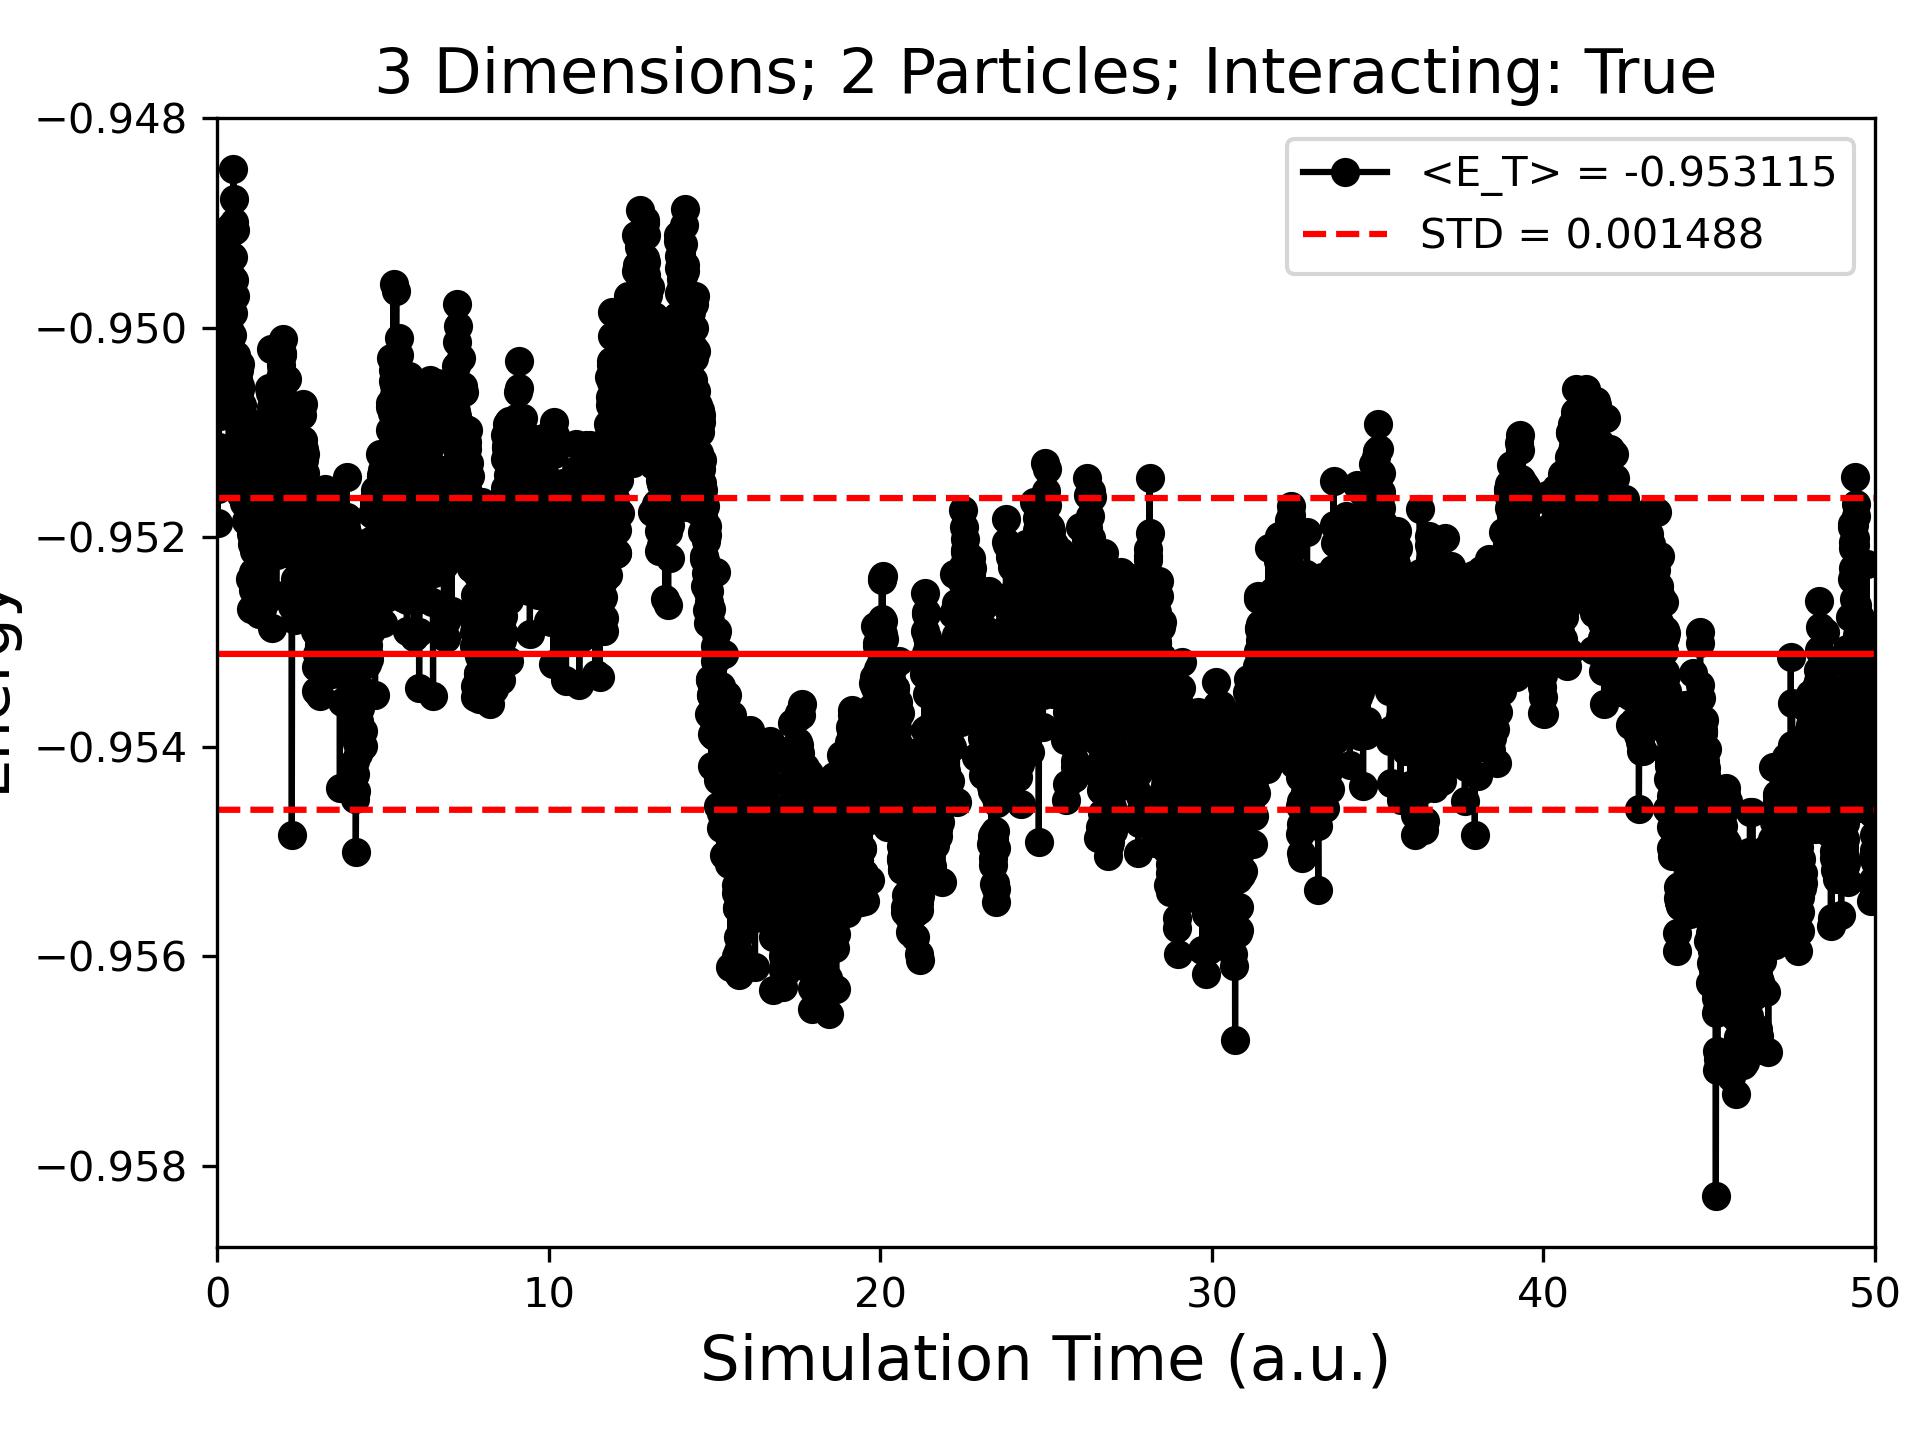 3 Dimensions; 2 Particles; Interacting: True
<E_T> = -0.953115
STD = 0.001488
−0.948
−0.950
−0.952
−0.954
−0.956
−0.958
Energy
0 10 20 30 40 50
Simulation Time (a.u.)